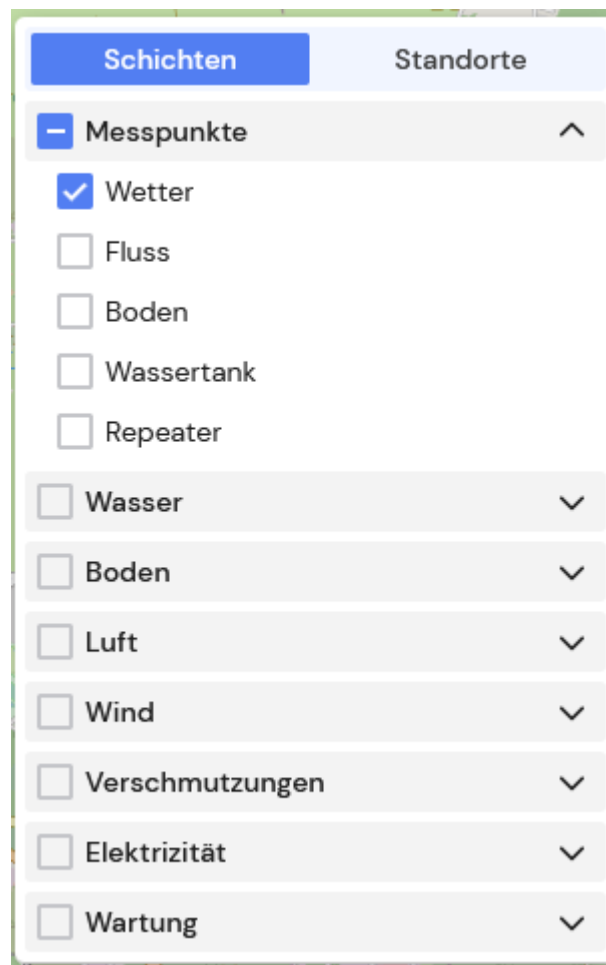 Schichten Standorte
Messpunkte
Wetter
Fluss
Boden
Wassertank
Repeater
Wasser
Boden
Luft
Wind
Verschmutzungen
Elektrizität
Wartung